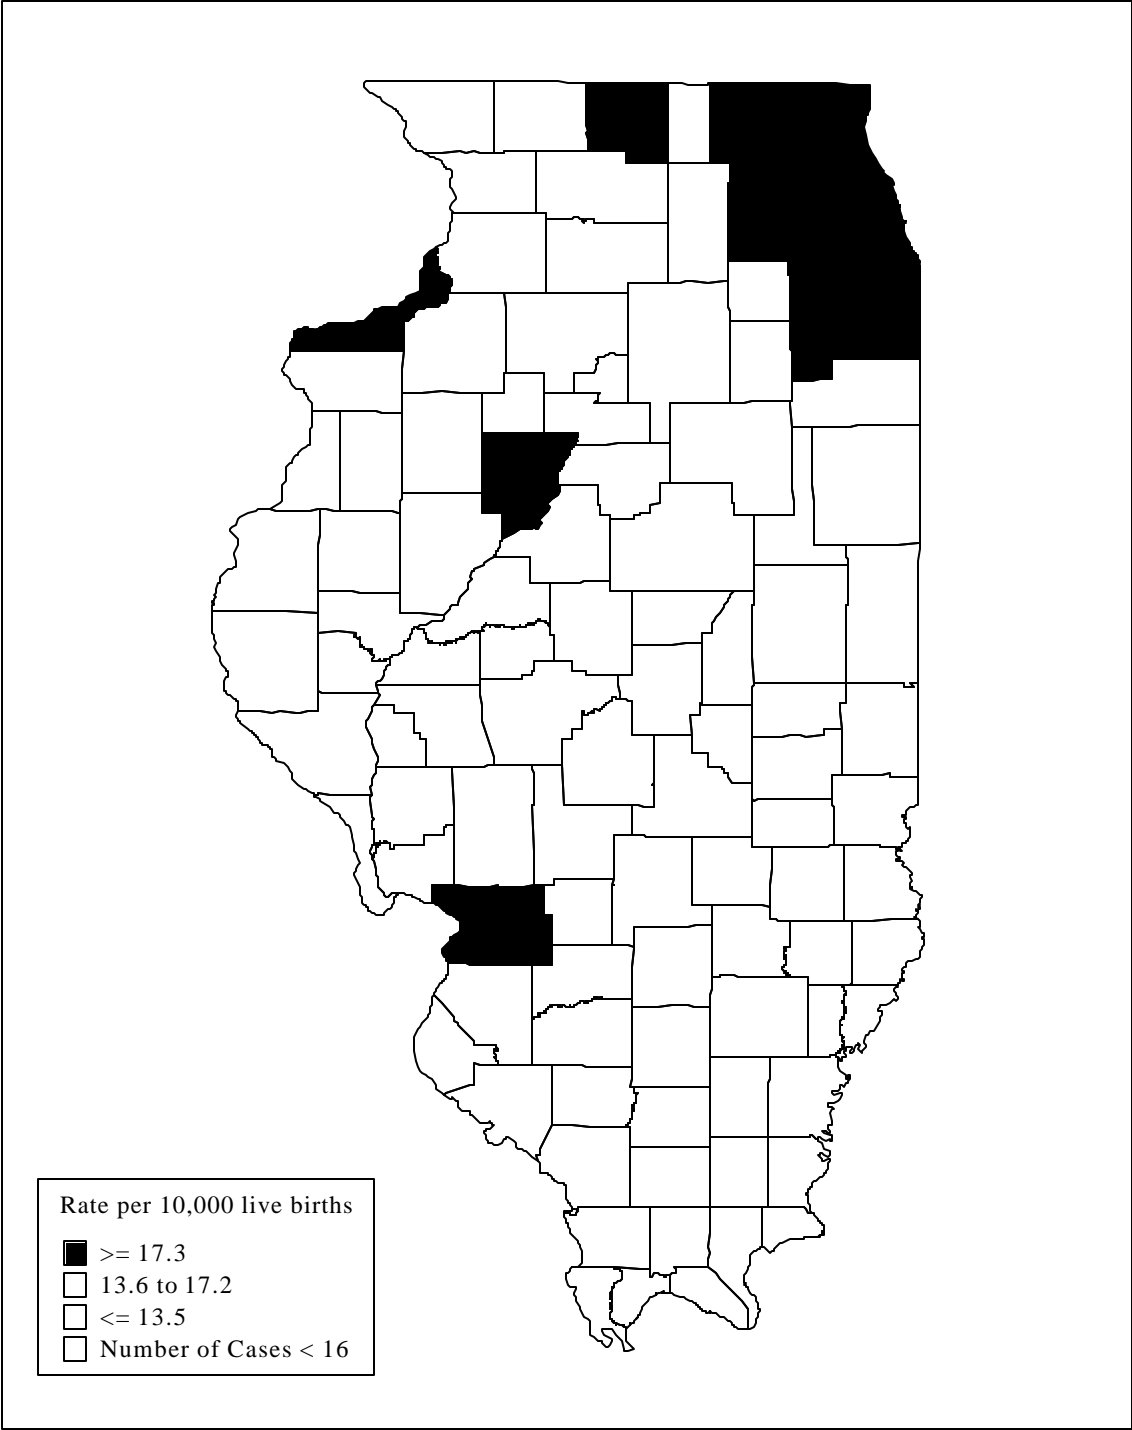 Rate per 10,000 live births
>= 17.3
13.6 to 17.2
<= 13.5
Number of Cases < 16